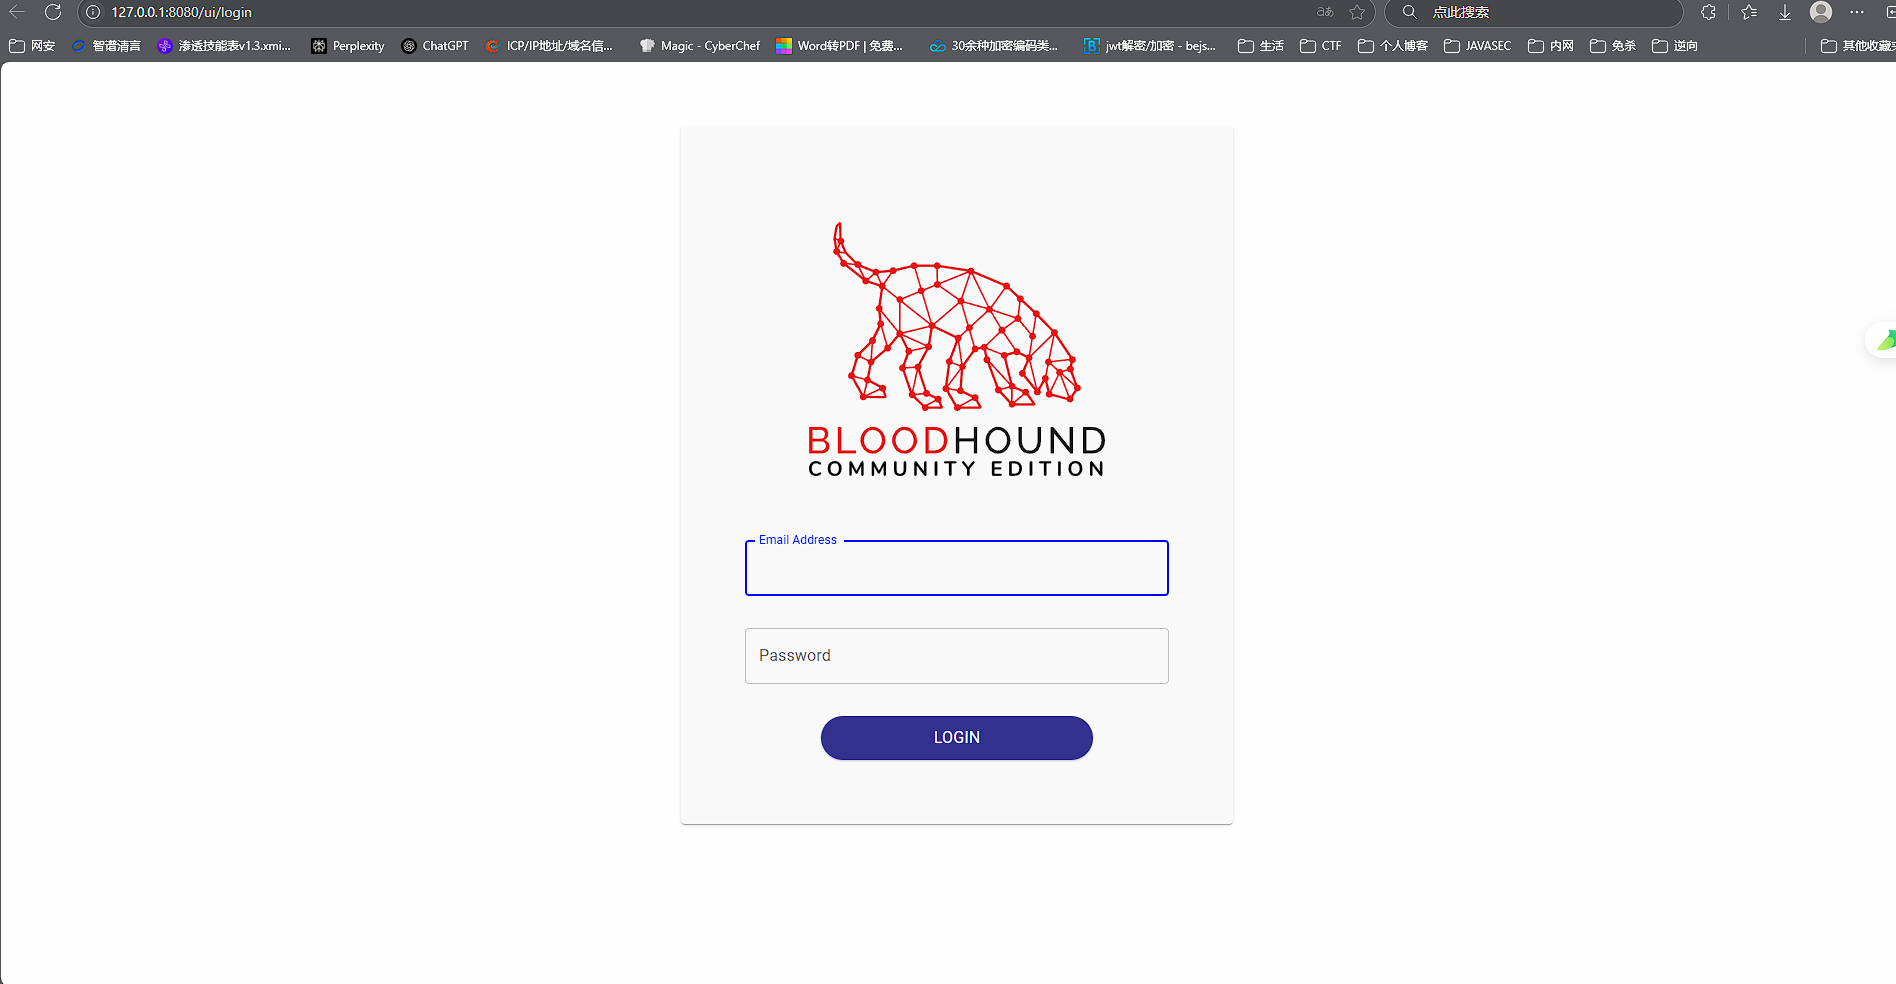 127.0.0.1:8080/ui/login
点此搜索
网安 智谱清言 渗透技能表v1.3.xmi... Perplexity ChatGPT ICP/IP地址/域名信... Magic - CyberChef Word转PDF | 免费... 30余种加密编码类... jwt解密/加密 - bejs... 生活 CTF 个人博客 JAVASEC 内网 免杀 逆向 其他收藏
BLOODHOUND
COMMUNITY EDITION
Email Address
Password
LOGIN